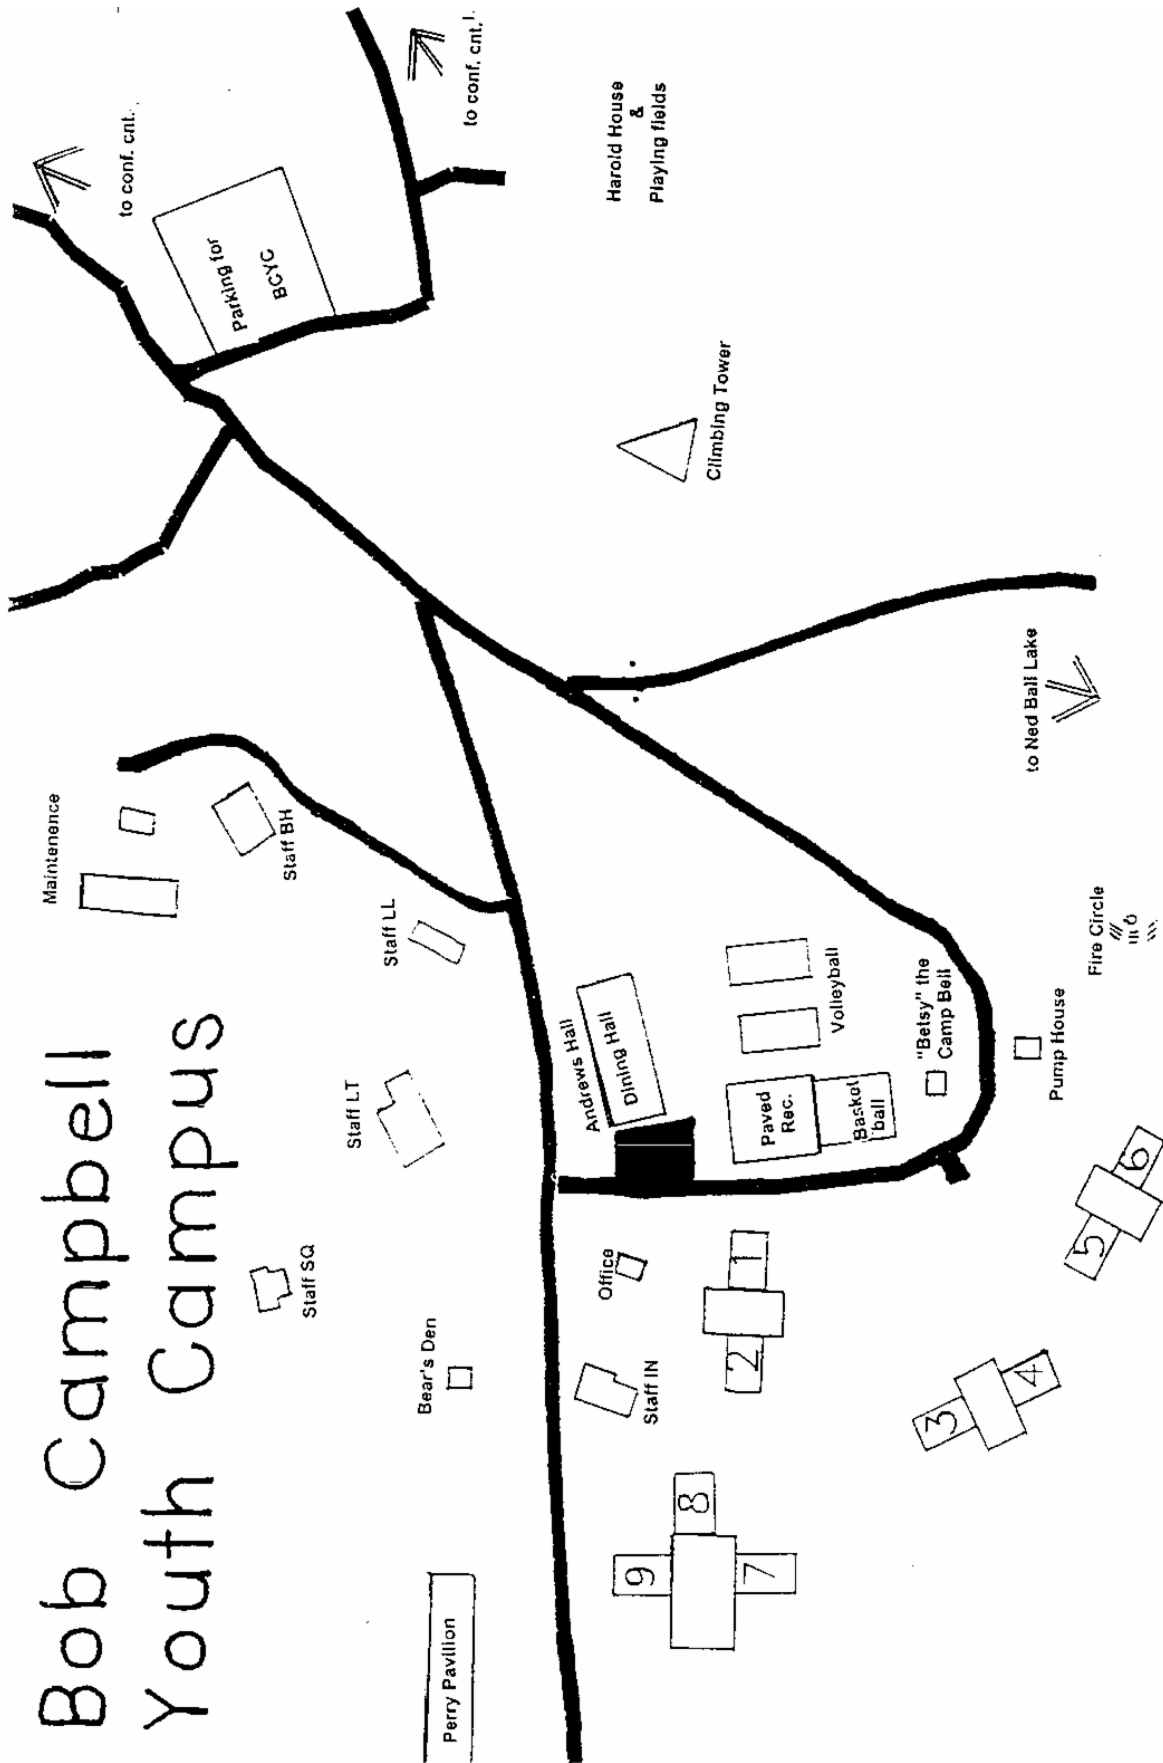 Bob Campbell
Youth Campus
Maintenence
to conf. cnt.
to conf. cnt.
Parking for
BCYC
Staff BH
Staff LL
Staff LT
Staff SQ
Bear's Den
Perry Pavilion
Harold House
&
Playing fields
Climbing Tower
Andrews Hall
Dining Hall
Office
Staff IN
Volleyball
Paved
Rec.
Basket
ball
"Betsy" the
Camp Bell
Pump House
Fire Circle
to Ned Ball Lake
1
2
3
4
5
6
7
8
9